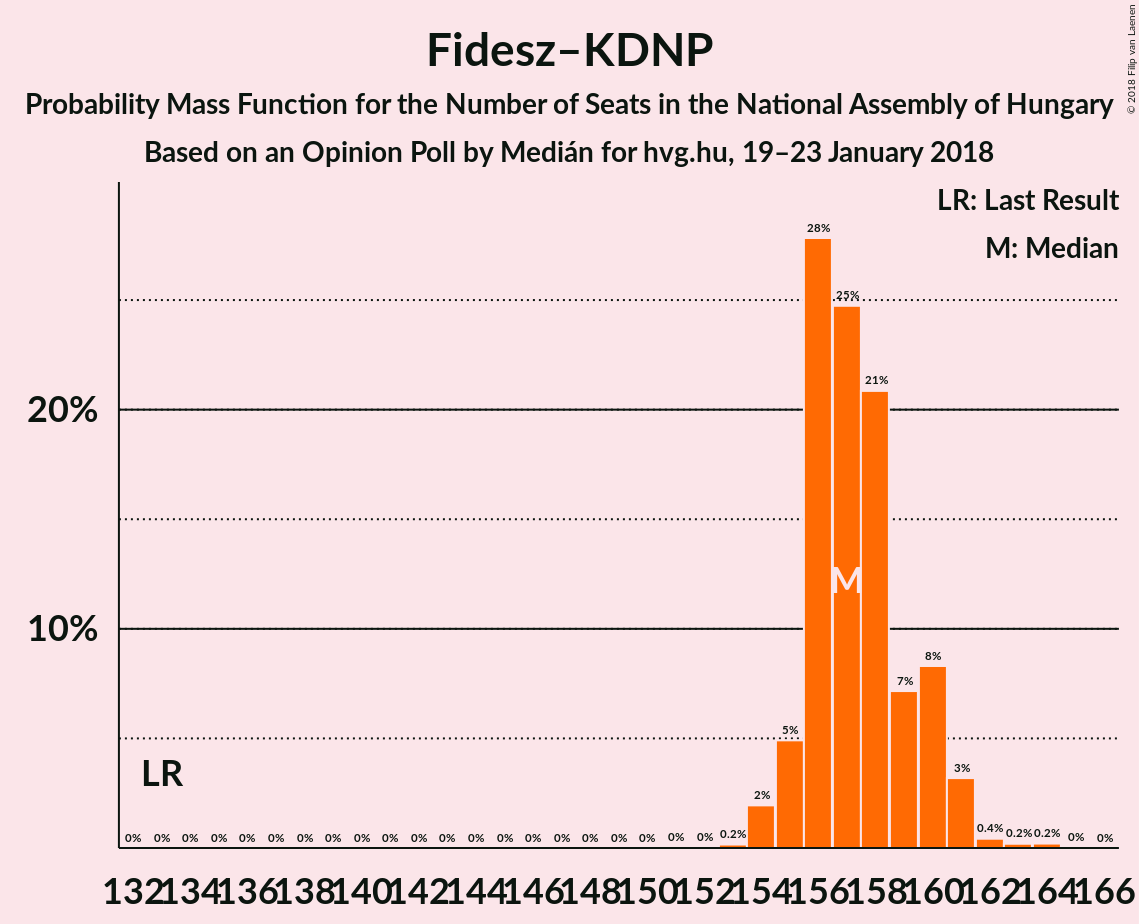 Fidesz–KDNP
Probability Mass Function for the Number of Seats in the National Assembly of Hungary
Based on an Opinion Poll by Medián for hvg.hu, 19–23 January 2018
© 2018 Filip van Laenen
LR: Last Result
M: Median
28%
25%
21%
20%
M
10%
8%
7%
5%
3%
LR
2%
0% 0% 0% 0% 0% 0% 0% 0% 0% 0% 0% 0% 0% 0% 0% 0% 0% 0% 0% 0% 0% 0.2% 0.4% 0.2% 0.2% 0% 0%
132 134 136 138 140 142 144 146 148 150 152 154 156 158 160 162 164 166